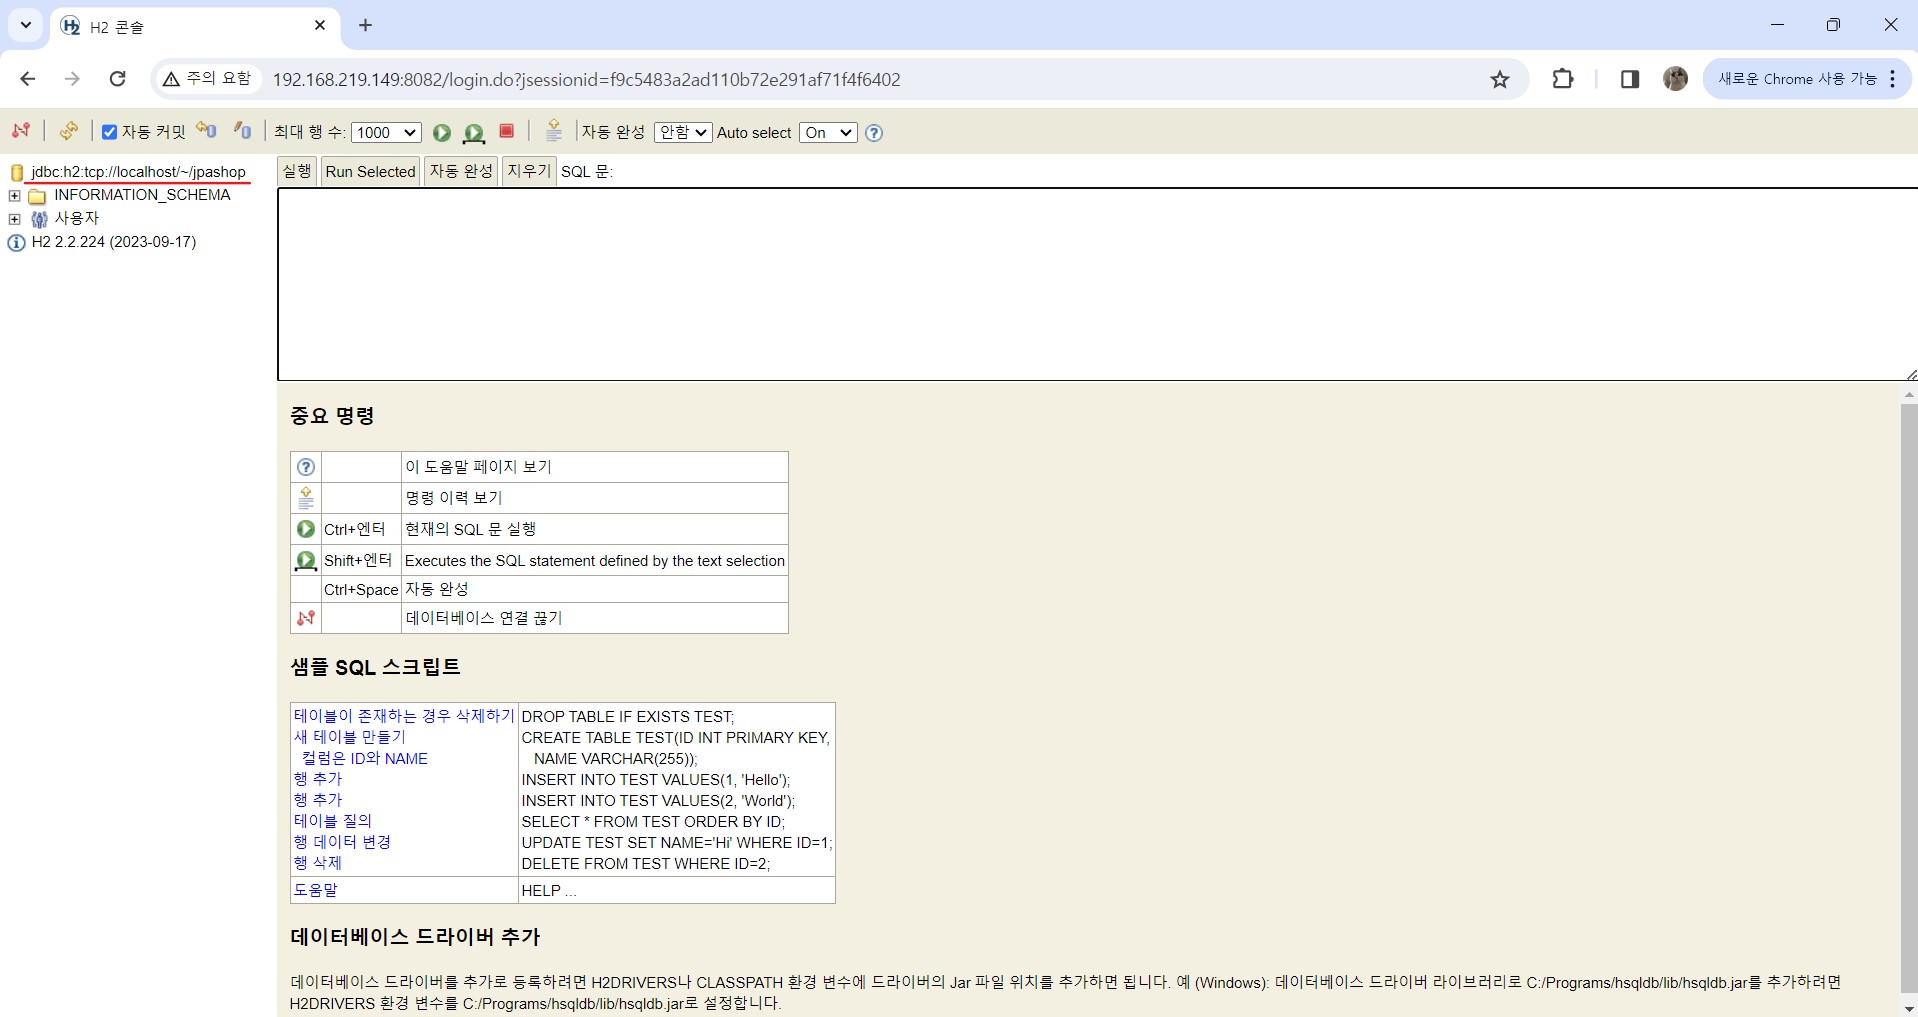 H2 콘솔
주의 요함 192.168.219.149:8082/login.do?jsessionid=f9c5483a2ad110b72e291af71f4f6402 새로운 Chrome 사용 가능
자동 커밋 최대 행 수: 1000 자동 완성 안함 Auto select On
jdbc:h2:tcp://localhost/~/jpashop
INFORMATION_SCHEMA
사용자
H2 2.2.224 (2023-09-17)
실행 Run Selected 자동 완성 지우기 SQL 문:
중요 명령
이 도움말 페이지 보기
명령 이력 보기
Ctrl+엔터 현재의 SQL 문 실행
Shift+엔터 Executes the SQL statement defined by the text selection
Ctrl+Space 자동 완성
데이터베이스 연결 끊기
샘플 SQL 스크립트
테이블이 존재하는 경우 삭제하기 DROP TABLE IF EXISTS TEST;
새 테이블 만들기 CREATE TABLE TEST(ID INT PRIMARY KEY,
컬럼은 ID와 NAME NAME VARCHAR(255));
행 추가 INSERT INTO TEST VALUES(1, 'Hello');
행 추가 INSERT INTO TEST VALUES(2, 'World');
테이블 질의 SELECT * FROM TEST ORDER BY ID;
행 데이터 변경 UPDATE TEST SET NAME='Hi' WHERE ID=1;
행 삭제 DELETE FROM TEST WHERE ID=2;
도움말 HELP ...
데이터베이스 드라이버 추가
데이터베이스 드라이버를 추가로 등록하려면 H2DRIVERS나 CLASSPATH 환경 변수에 드라이버의 Jar 파일 위치를 추가하면 됩니다. 예 (Windows): 데이터베이스 드라이버 라이브러리로 C:/Programs/hsqldb/lib/hsqldb.jar를 추가하려면
H2DRIVERS 환경 변수를 C:/Programs/hsqldb/lib/hsqldb.jar로 설정합니다.